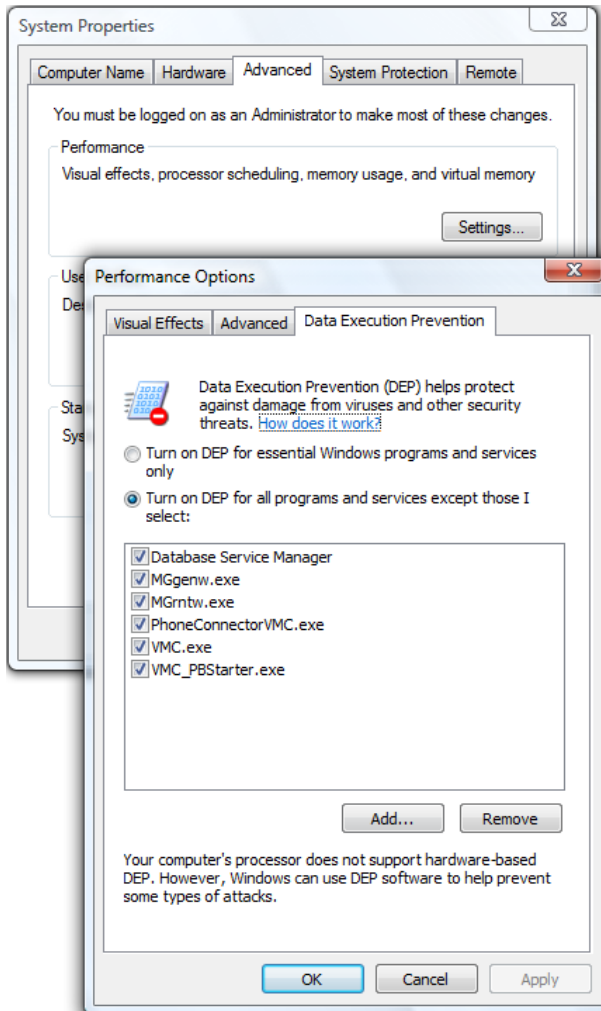 System Properties
Computer Name Hardware Advanced System Protection Remote
You must be logged on as an Administrator to make most of these changes.
Performance
Visual effects, processor scheduling, memory usage, and virtual memory
Settings...
Performance Options
Visual Effects Advanced Data Execution Prevention
1010
0101
1010
010
Data Execution Prevention (DEP) helps protect
against damage from viruses and other security
threats. How does it work?
Turn on DEP for essential Windows programs and services
only
Turn on DEP for all programs and services except those I
select:
Database Service Manager
MGgenw.exe
MGrntw.exe
PhoneConnectorVMC.exe
VMC.exe
VMC_PBStarter.exe
Add... Remove
Your computer's processor does not support hardware-based
DEP. However, Windows can use DEP software to help prevent
some types of attacks.
OK Cancel Apply